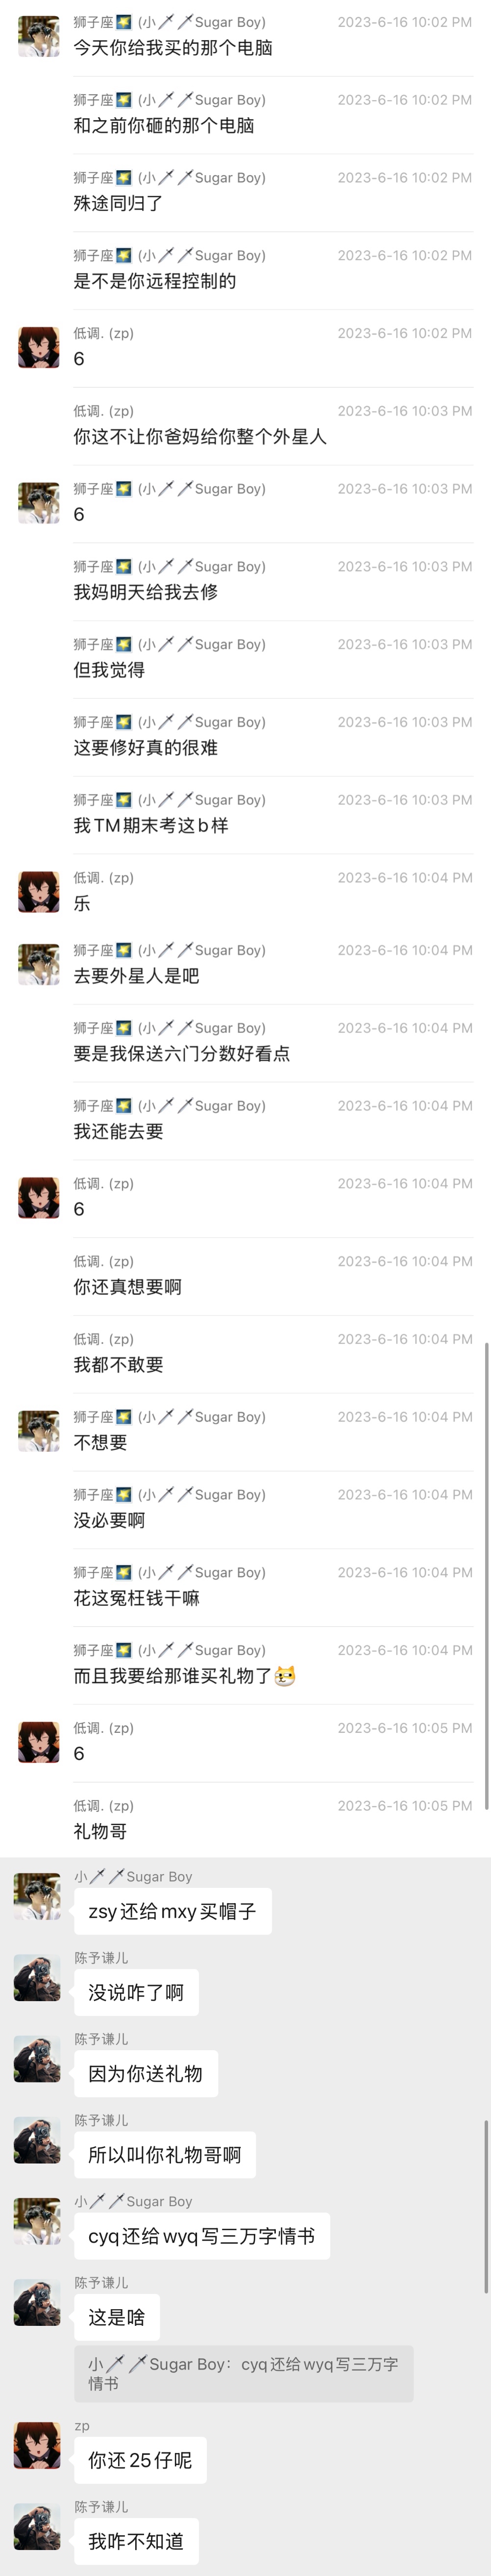 狮子座🌟 (小🗡🗡Sugar Boy) 2023-6-16 10:02 PM
今天你给我买的那个电脑
狮子座🌟 (小🗡🗡Sugar Boy) 2023-6-16 10:02 PM
和之前你砸的那个电脑
狮子座🌟 (小🗡🗡Sugar Boy) 2023-6-16 10:02 PM
殊途同归了
狮子座🌟 (小🗡🗡Sugar Boy) 2023-6-16 10:02 PM
是不是你远程控制的
低调. (zp) 2023-6-16 10:02 PM
6
低调. (zp) 2023-6-16 10:03 PM
你这不让你爸妈给你整个外星人
狮子座🌟 (小🗡🗡Sugar Boy) 2023-6-16 10:03 PM
6
狮子座🌟 (小🗡🗡Sugar Boy) 2023-6-16 10:03 PM
我妈明天给我去修
狮子座🌟 (小🗡🗡Sugar Boy) 2023-6-16 10:03 PM
但我觉得
狮子座🌟 (小🗡🗡Sugar Boy) 2023-6-16 10:03 PM
这要修好真的很难
狮子座🌟 (小🗡🗡Sugar Boy) 2023-6-16 10:03 PM
我TM期末考这b样
低调. (zp) 2023-6-16 10:04 PM
乐
狮子座🌟 (小🗡🗡Sugar Boy) 2023-6-16 10:04 PM
去要外星人是吧
狮子座🌟 (小🗡🗡Sugar Boy) 2023-6-16 10:04 PM
要是我保送六门分数好看点
狮子座🌟 (小🗡🗡Sugar Boy) 2023-6-16 10:04 PM
我还能去要
低调. (zp) 2023-6-16 10:04 PM
6
低调. (zp) 2023-6-16 10:04 PM
你还真想要啊
低调. (zp) 2023-6-16 10:04 PM
我都不敢要
狮子座🌟 (小🗡🗡Sugar Boy) 2023-6-16 10:04 PM
不想要
狮子座🌟 (小🗡🗡Sugar Boy) 2023-6-16 10:04 PM
没必要啊
狮子座🌟 (小🗡🗡Sugar Boy) 2023-6-16 10:04 PM
花这冤枉钱干嘛
狮子座🌟 (小🗡🗡Sugar Boy) 2023-6-16 10:04 PM
而且我要给那谁买礼物了
低调. (zp) 2023-6-16 10:05 PM
6
低调. (zp) 2023-6-16 10:05 PM
礼物哥
小🗡🗡Sugar Boy
zsy还给mxy买帽子
陈予谦儿
没说咋了啊
陈予谦儿
因为你送礼物
陈予谦儿
所以叫你礼物哥啊
小🗡🗡Sugar Boy
cyq还给wyq写三万字情书
陈予谦儿
这是啥
小🗡🗡Sugar Boy：cyq还给wyq写三万字
情书
zp
你还25仔呢
陈予谦儿
我咋不知道